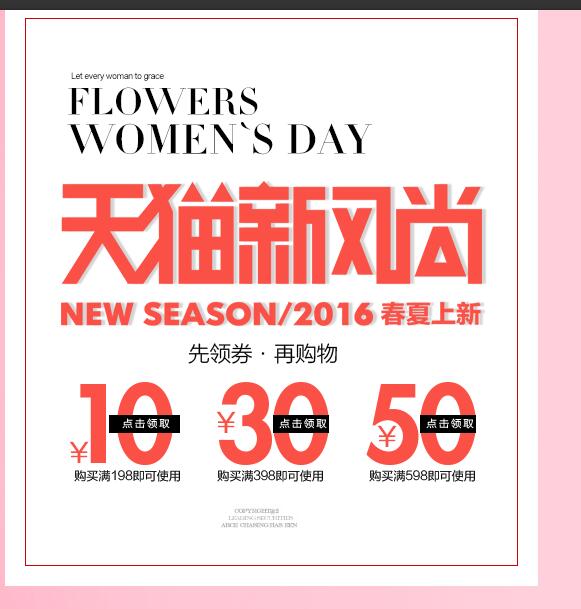 Let every woman to grace
FLOWERS
WOMEN`S DAY
天猫新风尚
NEW SEASON/2016 春夏上新
先领券 · 再购物
¥10 点击领取 ¥30 点击领取 ¥50 点击领取
购买满198即可使用 购买满398即可使用 购买满598即可使用
LEADING SECURITIES